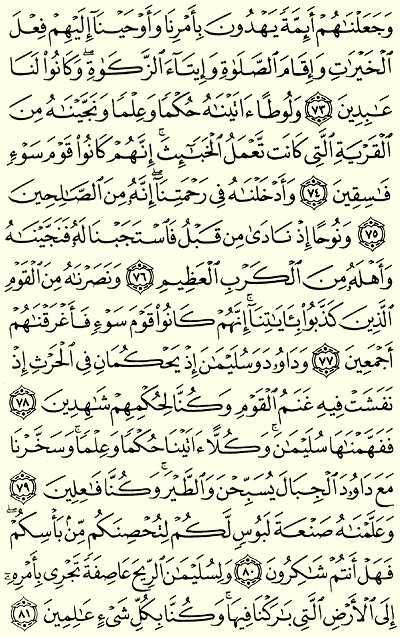 وَجَعَلْنَٰهُمْ أَئِمَّةً يَهْدُونَ بِأَمْرِنَا وَأَوْحَيْنَآ إِلَيْهِمْ فِعْلَ
ٱلْخَيْرَٰتِ وَإِقَامَ ٱلصَّلَوٰةِ وَإِيتَآءَ ٱلزَّكَوٰةِ ۖ وَكَانُوا۟ لَنَا
عَٰبِدِينَ ﴿٧٣﴾ وَلُوطًا ءَاتَيْنَٰهُ حُكْمًا وَعِلْمًا وَنَجَّيْنَٰهُ مِنَ
ٱلْقَرْيَةِ ٱلَّتِى كَانَت تَّعْمَلُ ٱلْخَبَٰٓئِثَ ۗ إِنَّهُمْ كَانُوا۟ قَوْمَ سَوْءٍ
فَٰسِقِينَ ﴿٧٤﴾ وَأَدْخَلْنَٰهُ فِى رَحْمَتِنَآ ۖ إِنَّهُۥ مِنَ ٱلصَّٰلِحِينَ
﴿٧٥﴾ وَنُوحًا إِذْ نَادَىٰ مِن قَبْلُ فَٱسْتَجَبْنَا لَهُۥ فَنَجَّيْنَٰهُ
وَأَهْلَهُۥ مِنَ ٱلْكَرْبِ ٱلْعَظِيمِ ﴿٧٦﴾ وَنَصَرْنَٰهُ مِنَ ٱلْقَوْمِ
ٱلَّذِينَ كَذَّبُوا۟ بِـَٔايَٰتِنَآ ۚ إِنَّهُمْ كَانُوا۟ قَوْمَ سَوْءٍ فَأَغْرَقْنَٰهُمْ
أَجْمَعِينَ ﴿٧٧﴾ وَدَاوُۥدَ وَسُلَيْمَٰنَ إِذْ يَحْكُمَانِ فِى ٱلْحَرْثِ إِذْ
نَفَشَتْ فِيهِ غَنَمُ ٱلْقَوْمِ وَكُنَّا لِحُكْمِهِمْ شَٰهِدِينَ ﴿٧٨﴾
فَفَهَّمْنَٰهَا سُلَيْمَٰنَ ۚ وَكُلًّا ءَاتَيْنَا حُكْمًا وَعِلْمًا ۚ وَسَخَّرْنَا
مَعَ دَاوُۥدَ ٱلْجِبَالَ يُسَبِّحْنَ وَٱلطَّيْرَ ۚ وَكُنَّا فَٰعِلِينَ ﴿٧٩﴾
وَعَلَّمْنَٰهُ صَنْعَةَ لَبُوسٍ لَّكُمْ لِتُحْصِنَكُم مِّنۢ بَأْسِكُمْ ۖ
فَهَلْ أَنتُمْ شَٰكِرُونَ ﴿٨٠﴾ وَلِسُلَيْمَٰنَ ٱلرِّيحَ عَاصِفَةً تَجْرِى بِأَمْرِهِۦٓ
إِلَى ٱلْأَرْضِ ٱلَّتِى بَٰرَكْنَا فِيهَا ۚ وَكُنَّا بِكُلِّ شَىْءٍ عَٰلِمِينَ ﴿٨١﴾